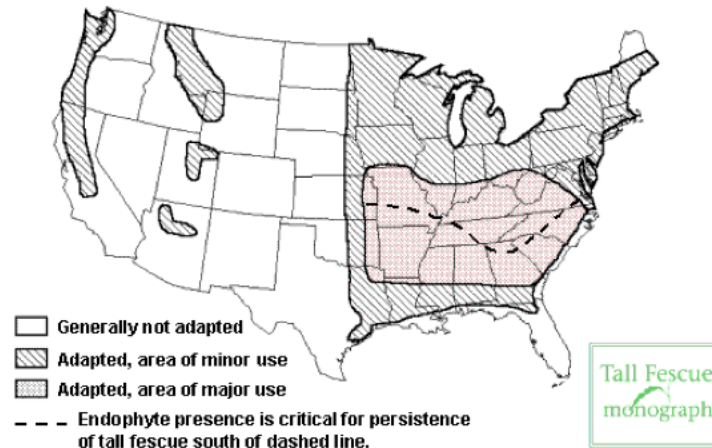 Generally not adapted
Adapted, area of minor use
Adapted, area of major use
Endophyte presence is critical for persistence
of tall fescue south of dashed line.
Tall Fescue
monograph